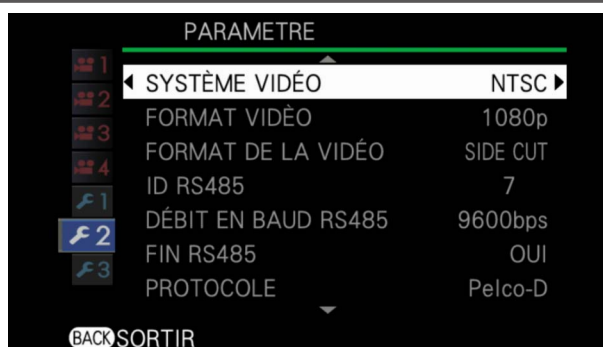 PARAMETRE
1
SYSTÈME VIDÉO NTSC
2
FORMAT VIDÈO 1080p
3
FORMAT DE LA VIDÉO SIDE CUT
4
ID RS485 7
1
DÉBIT EN BAUD RS485 9600bps
2
FIN RS485 OUI
3
PROTOCOLE Pelco-D
BACK SORTIR